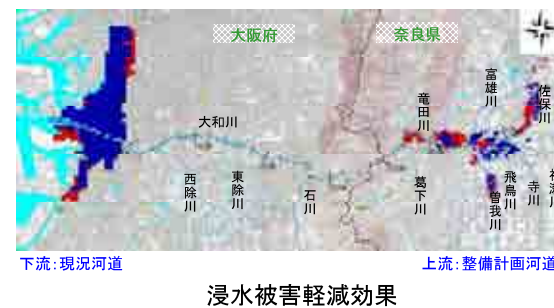 大阪府
奈良県
富雄川
佐保川
竜田川
大和川
西除川
東除川
石川
葛下川
曽我川
飛鳥川
寺川
下流:現況河道
上流:整備計画河道
浸水被害軽減効果